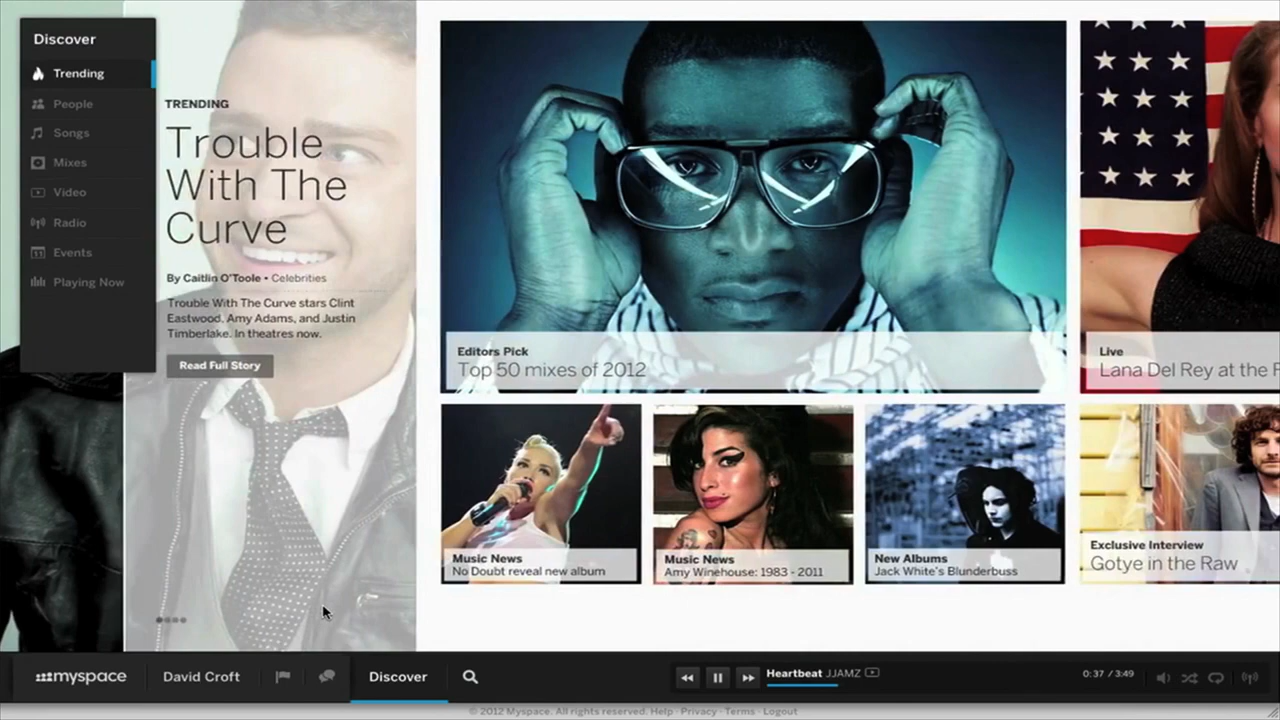 Discover
Trending
People
Songs
Mixes
Video
Radio
Events
Playing Now
TRENDING
Trouble
With The
Curve
By Caitlin O'Toole • Celebrities
Trouble With The Curve stars Clint
Eastwood, Amy Adams, and Justin
Timberlake. In theatres now.
Read Full Story
Editors Pick
Top 50 mixes of 2012
Live
Lana Del Rey at the
Music News
No Doubt reveal new album
Music News
Amy Winehouse: 1983 - 2011
New Albums
Jack White's Blunderbuss
Exclusive Interview
Gotye in the Raw
myspace
David Croft
Discover
Heartbeat JJAMZ
0:37 / 3:49
© 2012 Myspace. All rights reserved. Help · Privacy · Terms · Logout